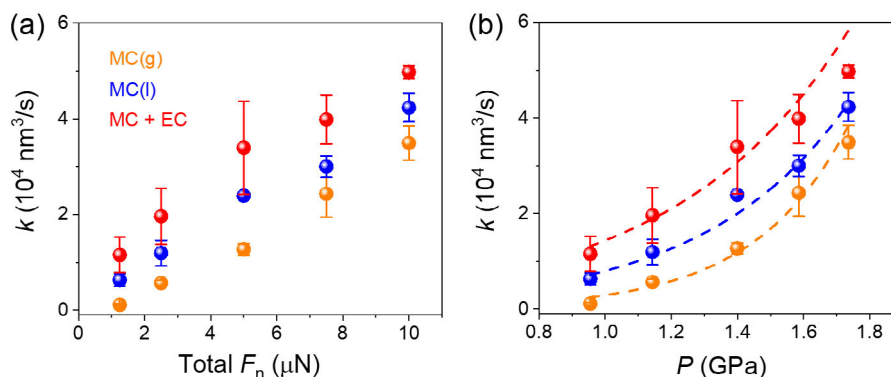 (a)
MC(g)
MC(l)
MC + EC
k (10⁴ nm³/s)
6
4
2
0
0 2 4 6 8 10
Total Fₙ (μN)
(b)
k (10⁴ nm³/s)
6
4
2
0
0.8 1.0 1.2 1.4 1.6 1.8
P (GPa)